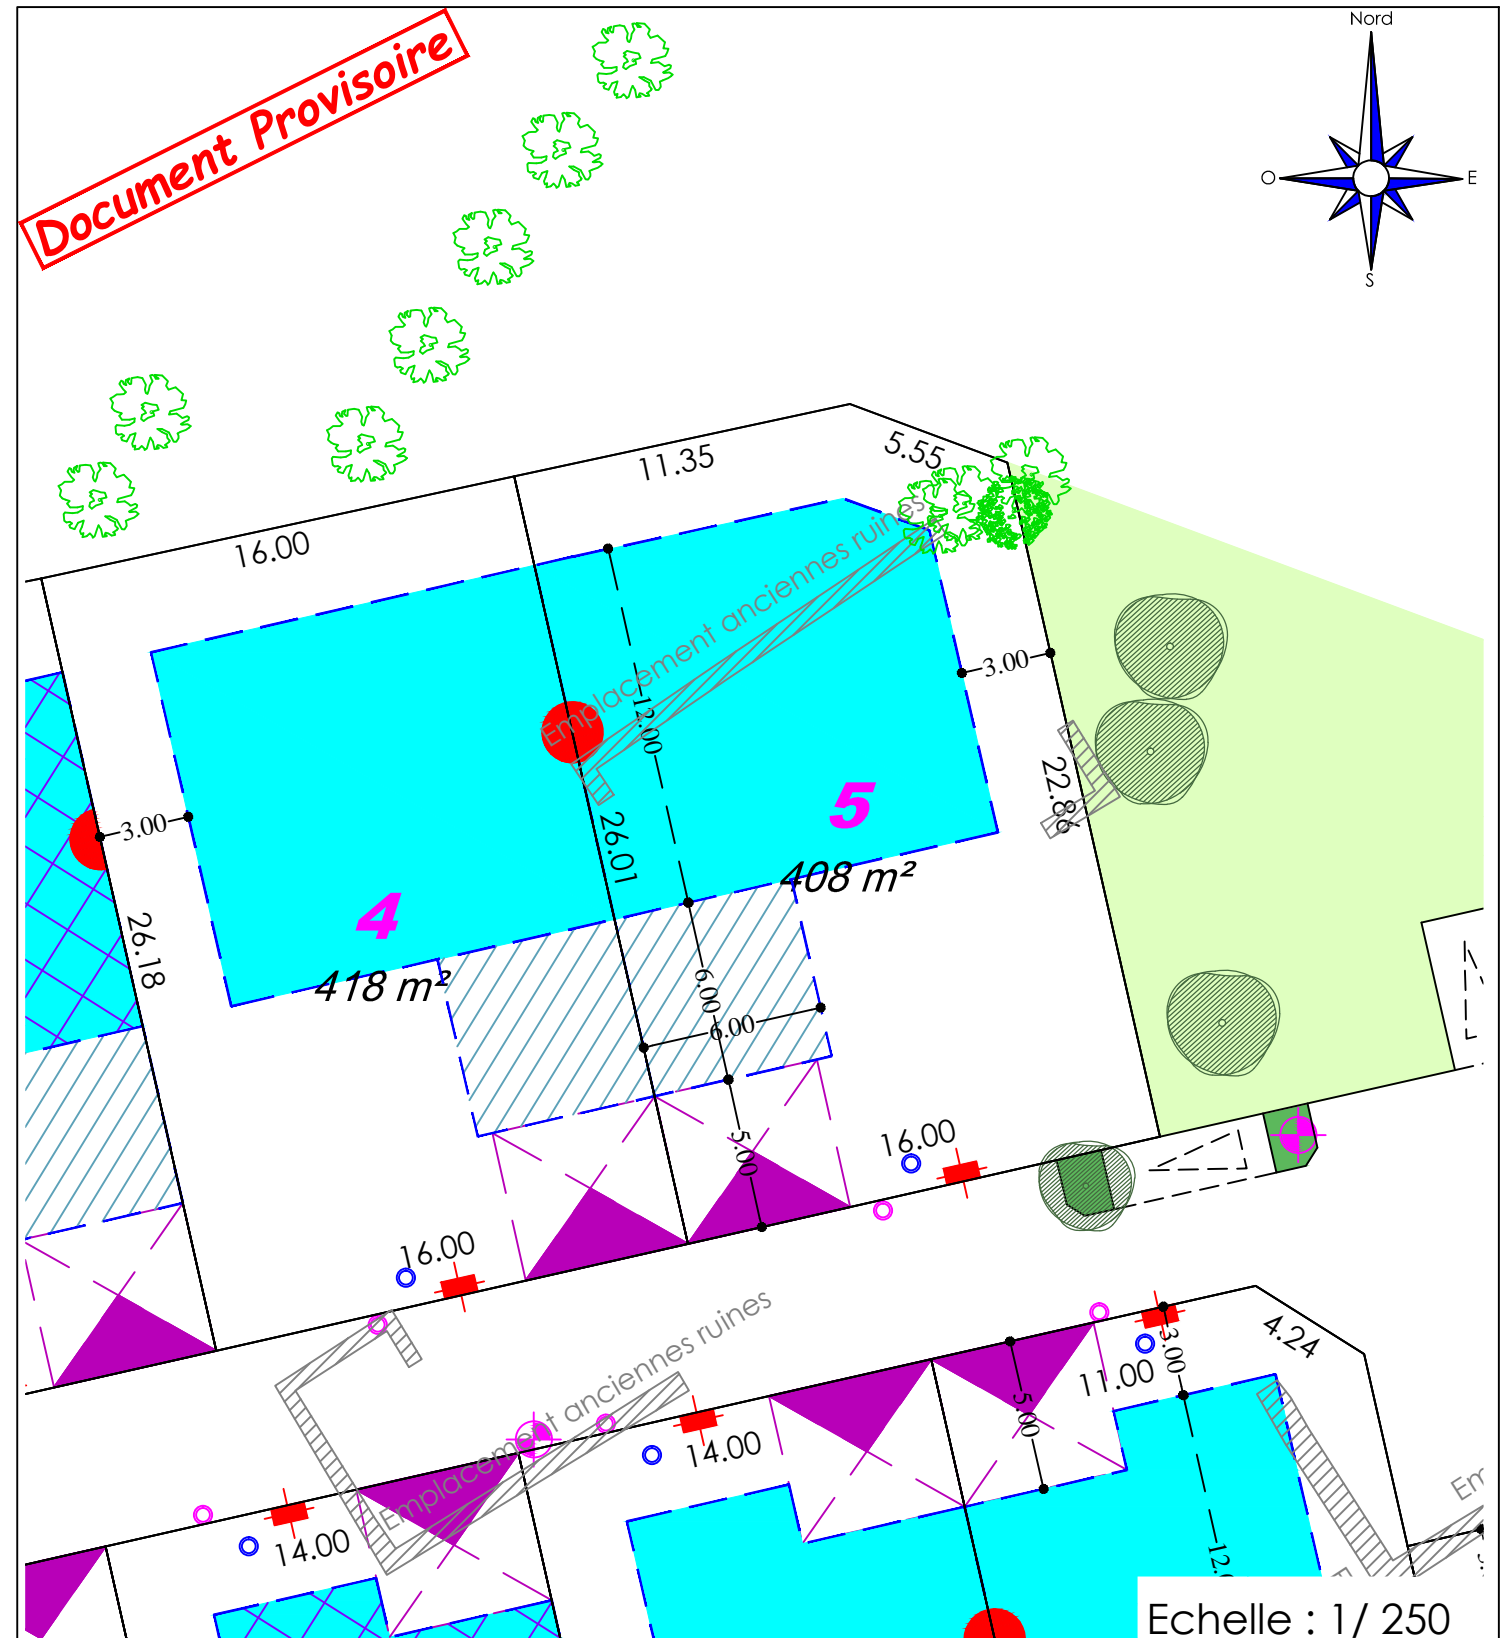 Nord
Document Provisoire
O
E
S
5.55
11.35
16.00
Emplacement anciennes ruines
3.00
12.00
22.86
5
3.00
26.01
408 m²
4
26.18
418 m²
6.00
6.00
16.00
5.00
16.00
Emplacement anciennes ruines
4.24
3.00
11.00
5.00
14.00
14.00
Em
Echelle : 1/ 250